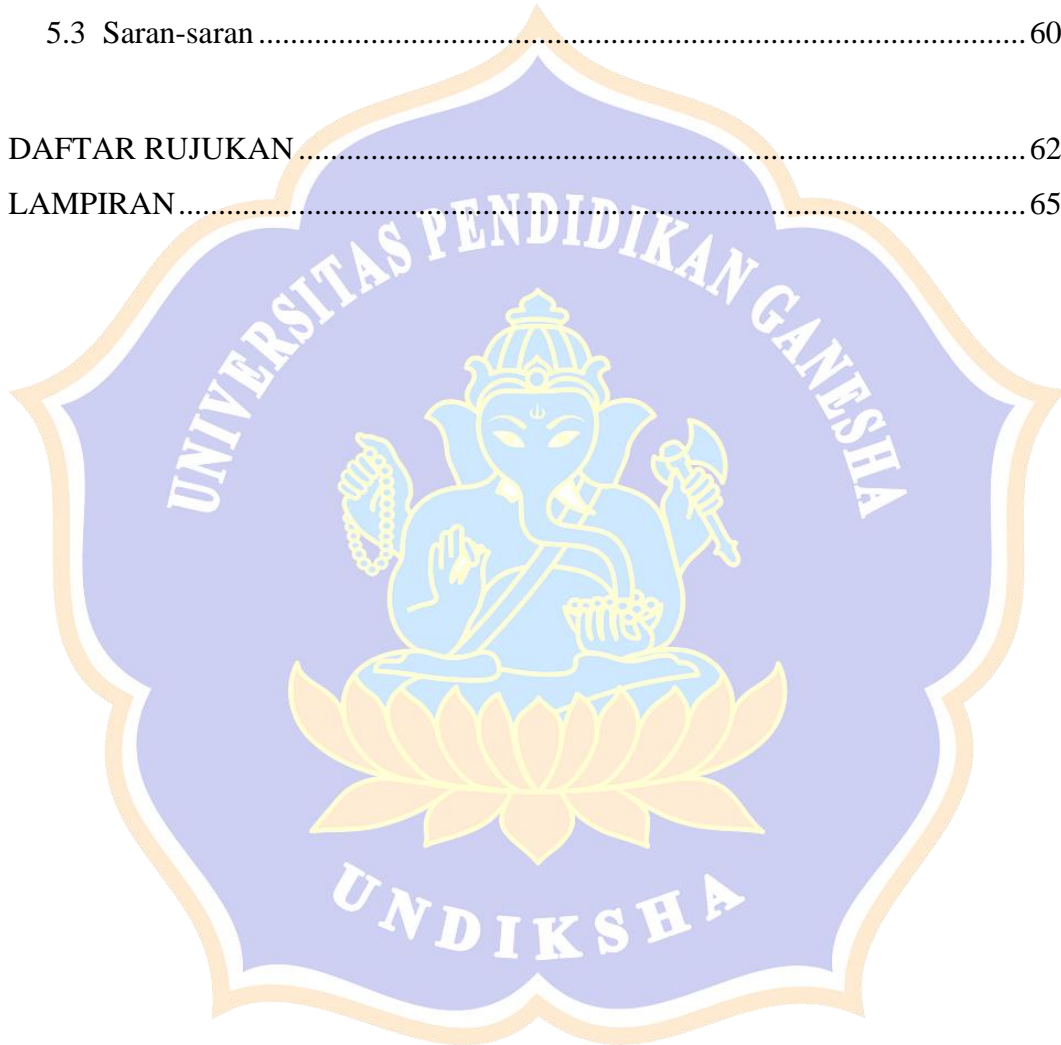 5.3 Saran-saran ................................................................................................ 60
DAFTAR RUJUKAN ........................................................................................... 62
LAMPIRAN .......................................................................................................... 65
UNIVERSITAS PENDIDIKAN GANESHA
UNDIKSHA